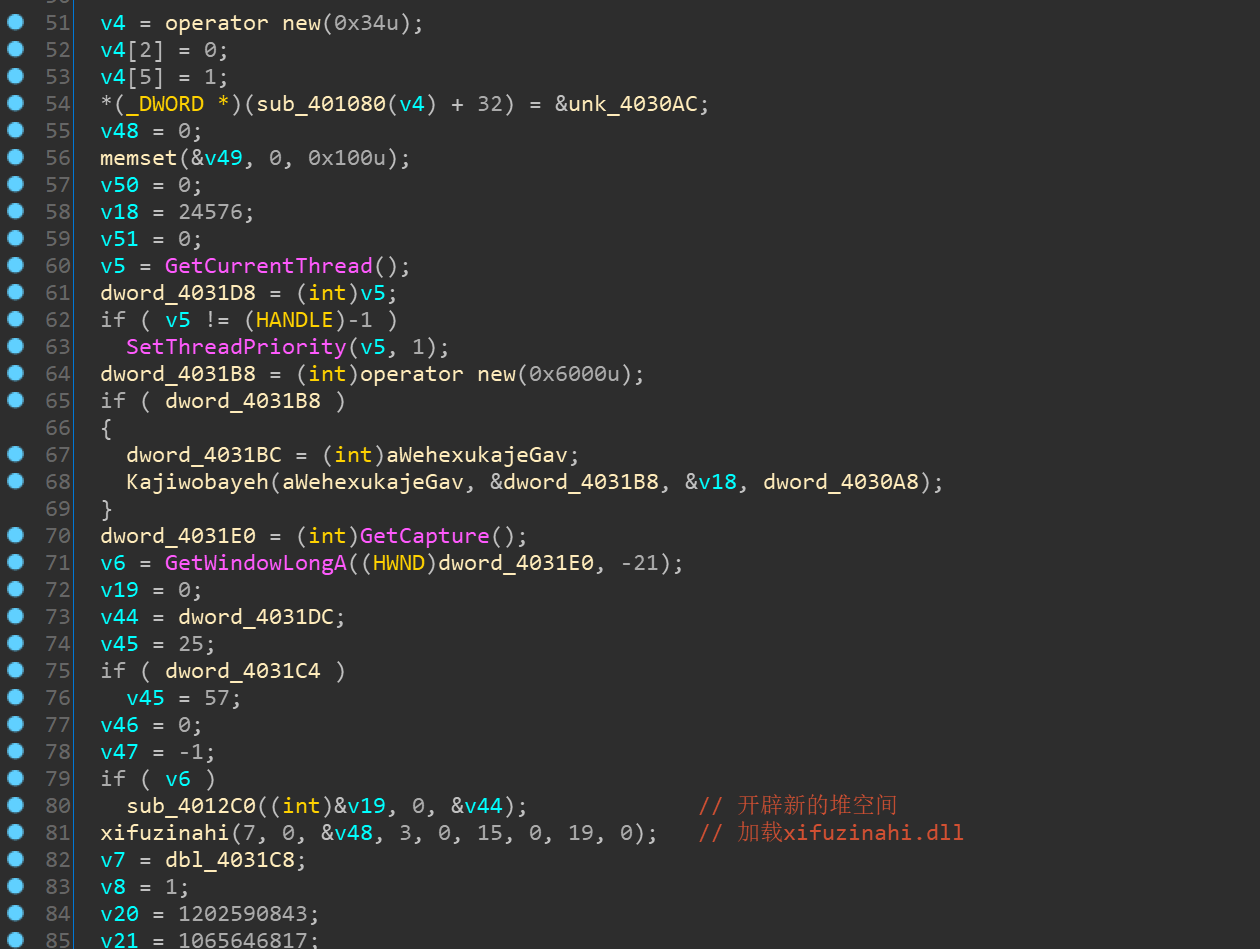 51 v4 = operator new(0x34u);
52 v4[2] = 0;
53 v4[5] = 1;
54 *(_DWORD *)(sub_401080(v4) + 32) = &unk_4030AC;
55 v48 = 0;
56 memset(&v49, 0, 0x100u);
57 v50 = 0;
58 v18 = 24576;
59 v51 = 0;
60 v5 = GetCurrentThread();
61 dword_4031D8 = (int)v5;
62 if ( v5 != (HANDLE)-1 )
63 SetThreadPriority(v5, 1);
64 dword_4031B8 = (int)operator new(0x6000u);
65 if ( dword_4031B8 )
66 {
67 dword_4031BC = (int)aWehexukajeGav;
68 Kajiwobayeh(aWehexukajeGav, &dword_4031B8, &v18, dword_4030A8);
69 }
70 dword_4031E0 = (int)GetCapture();
71 v6 = GetWindowLongA((HWND)dword_4031E0, -21);
72 v19 = 0;
73 v44 = dword_4031DC;
74 v45 = 25;
75 if ( dword_4031C4 )
76 v45 = 57;
77 v46 = 0;
78 v47 = -1;
79 if ( v6 )
80 sub_4012C0((int)&v19, 0, &v44); // 开辟新的堆空间
81 xifuzinahi(7, 0, &v48, 3, 0, 15, 0, 19, 0); // 加载xifuzinahi.dll
82 v7 = dbl_4031C8;
83 v8 = 1;
84 v20 = 1202590843;
85 v21 = 1065646817;